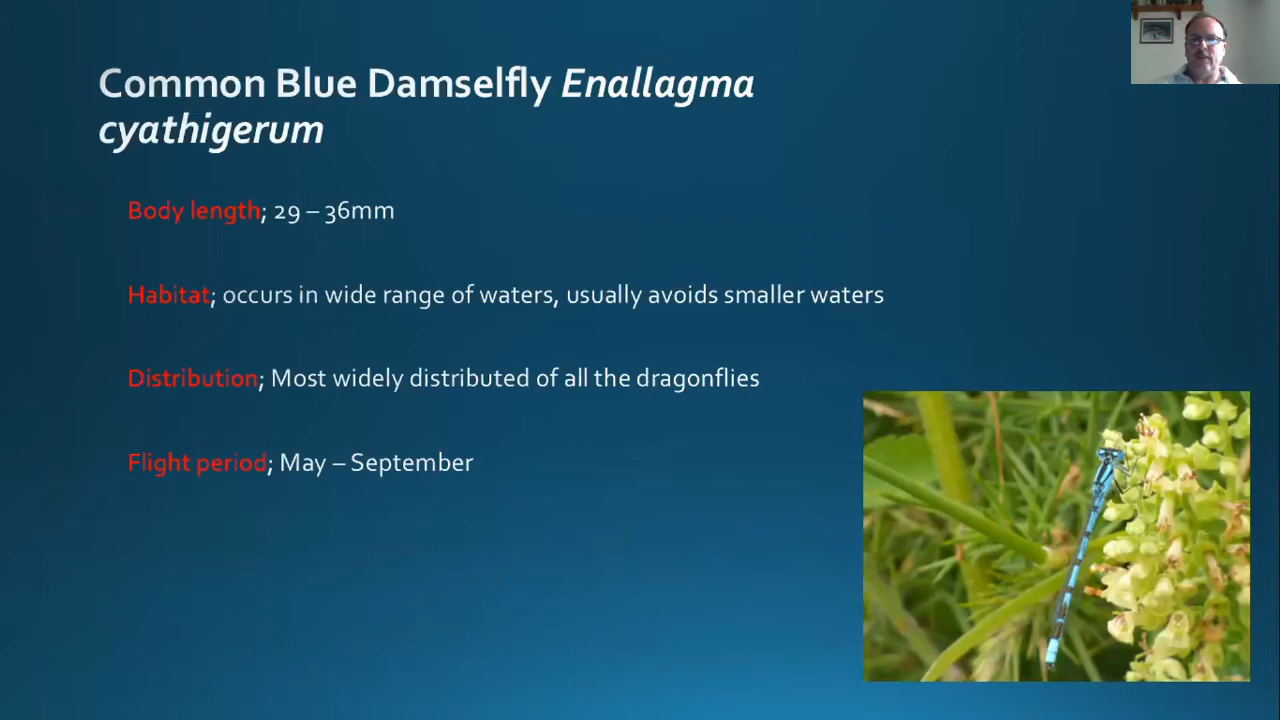 Common Blue Damselfly Enallagma
cyathigerum
Body length; 29 – 36mm
Habitat; occurs in wide range of waters, usually avoids smaller waters
Distribution; Most widely distributed of all the dragonflies
Flight period; May – September